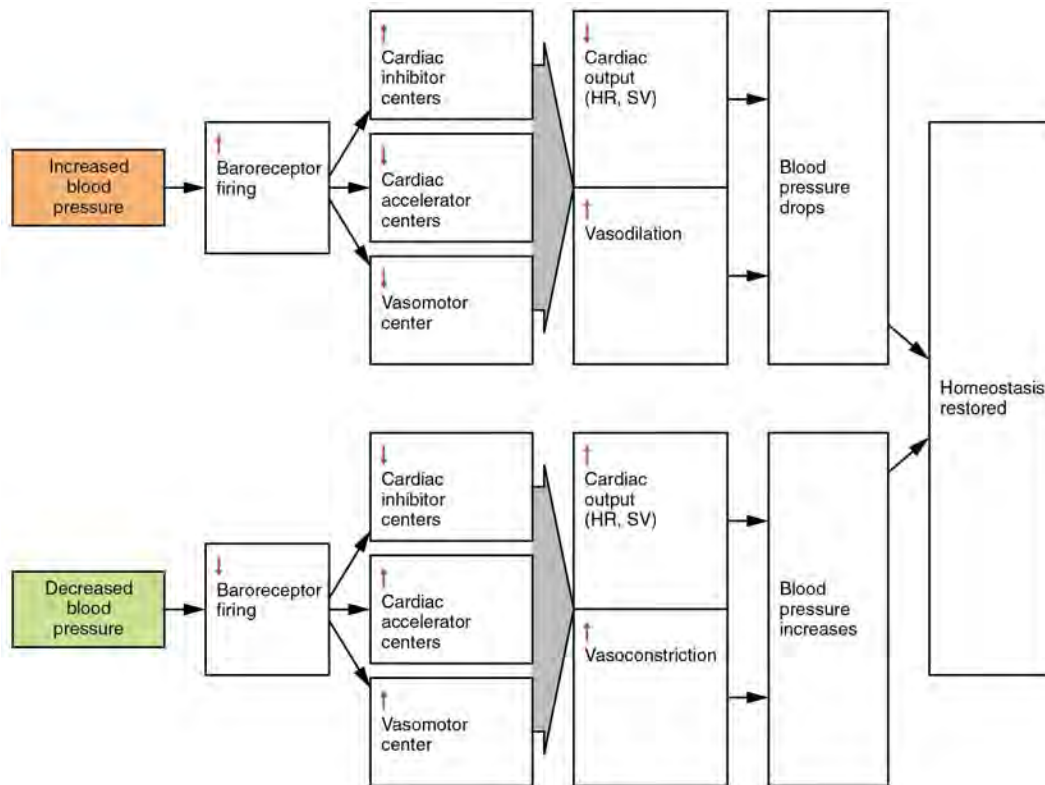 Increased
blood
pressure
↑
Baroreceptor
firing
↑
Cardiac
inhibitor
centers
↓
Cardiac
accelerator
centers
↓
Vasomotor
center
↓
Cardiac
output
(HR, SV)
↑
Vasodilation
Blood
pressure
drops
Homeostasis
restored
Decreased
blood
pressure
↓
Baroreceptor
firing
↓
Cardiac
inhibitor
centers
↑
Cardiac
accelerator
centers
↑
Vasomotor
center
↑
Cardiac
output
(HR, SV)
↑
Vasoconstriction
Blood
pressure
increases